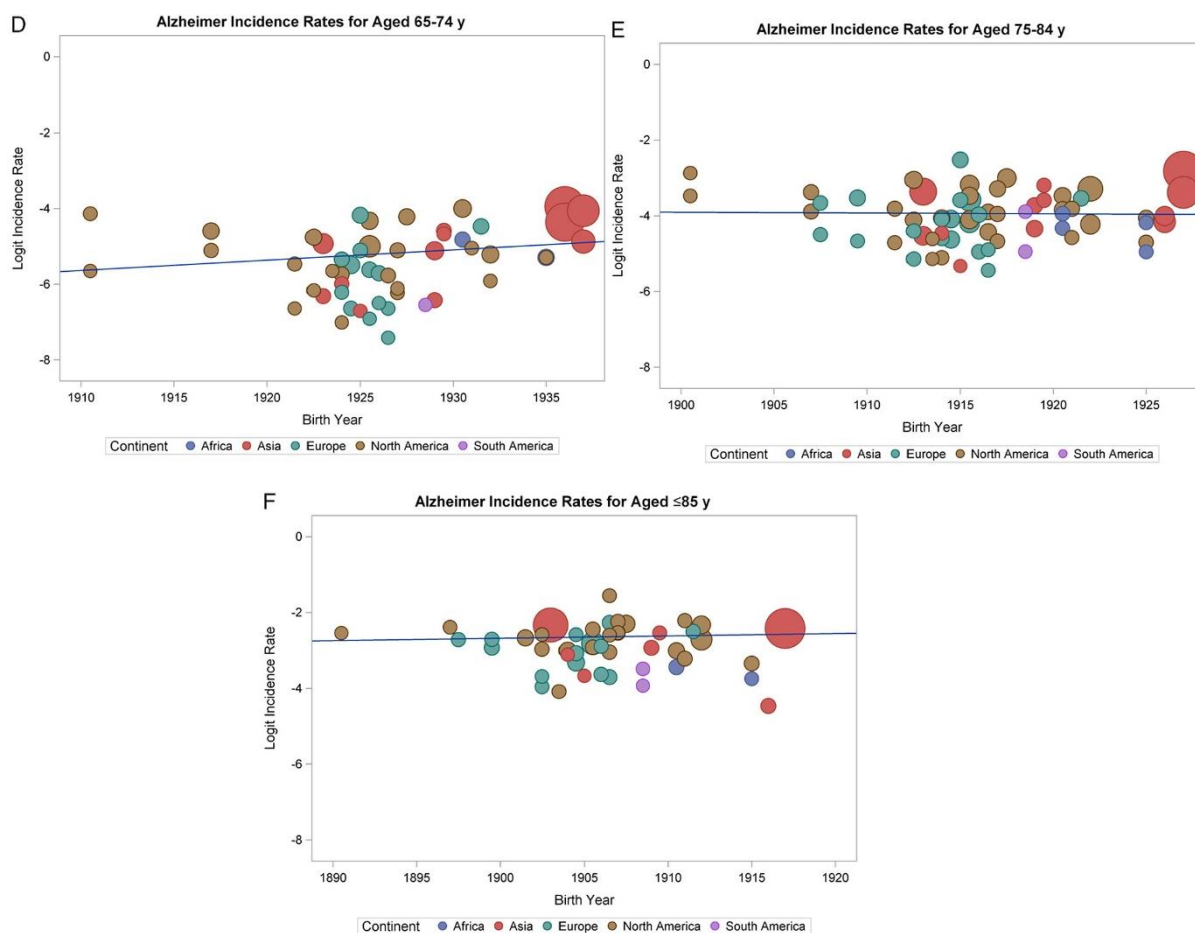 D
Alzheimer Incidence Rates for Aged 65-74 y
0
-2
-4
-6
-8
Logit Incidence Rate
1910 1915 1920 1925 1930 1935
Birth Year
Continent Africa Asia Europe North America South America
E
Alzheimer Incidence Rates for Aged 75-84 y
0
-2
-4
-6
-8
Logit Incidence Rate
1900 1905 1910 1915 1920 1925
Birth Year
Continent Africa Asia Europe North America South America
F
Alzheimer Incidence Rates for Aged ≤85 y
0
-2
-4
-6
-8
Logit Incidence Rate
1890 1895 1900 1905 1910 1915 1920
Birth Year
Continent Africa Asia Europe North America South America